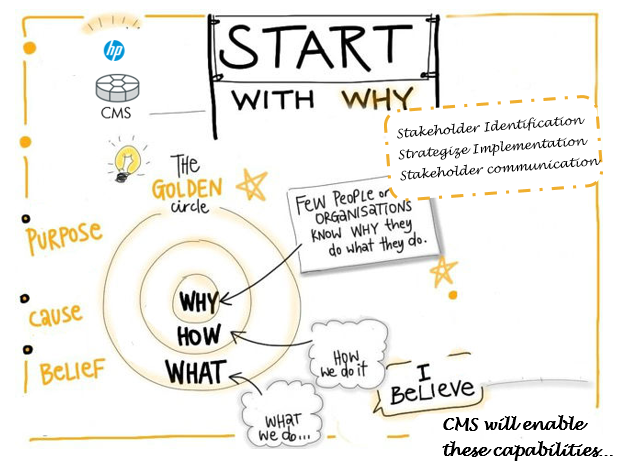 START
WITH WHY
hp
CMS
Stakeholder Identification
Strategize Implementation
Stakeholder communication
THE
GOLDEN
circle
FEW PEOPLE or
ORGANISATIONS
KNOW WHY they
do what they do.
PURPOSE
CAUSE
BELIEF
WHY
HOW
WHAT
HOW
we do it
WHAT
we do...
I
BELIEVE
CMS will enable
these capabilities...